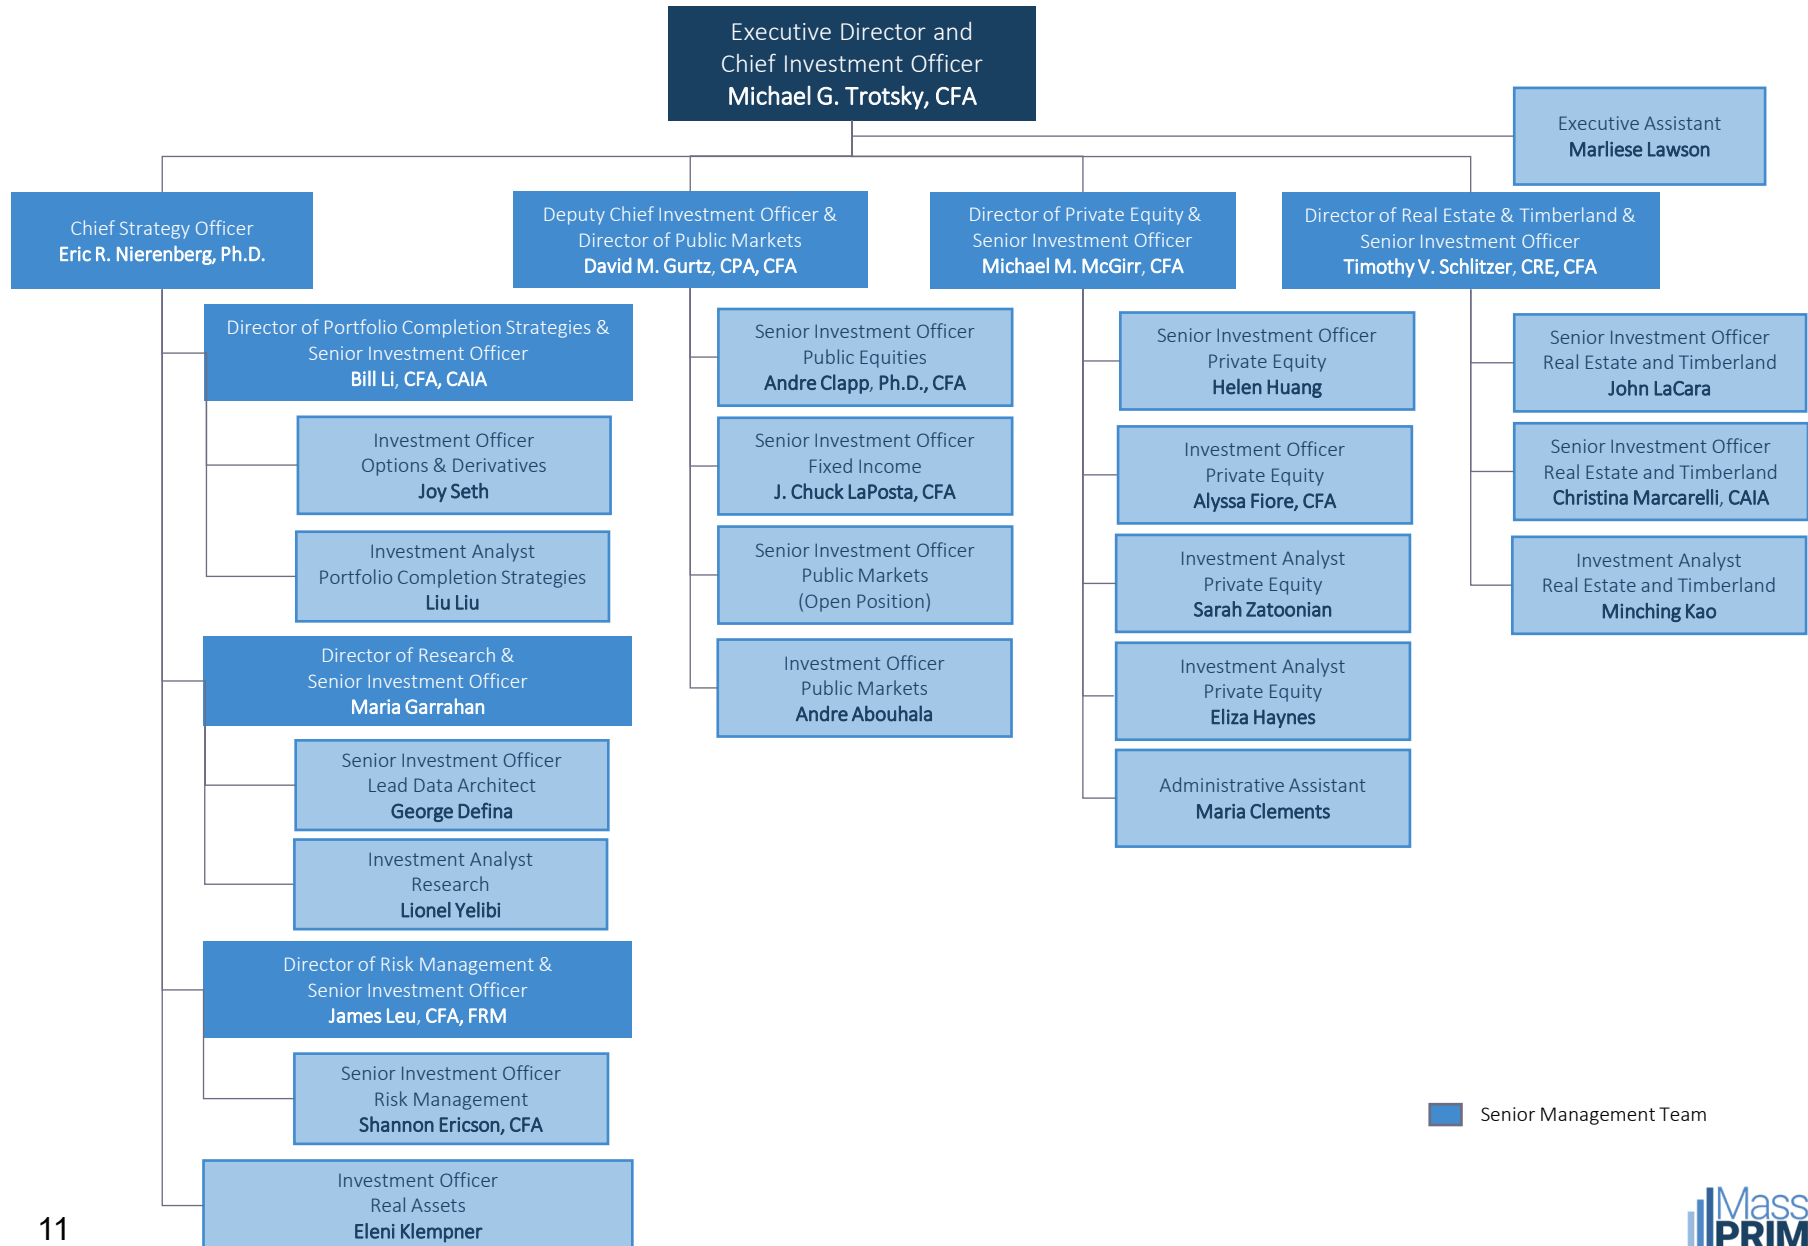 Executive Director and
Chief Investment Officer
Michael G. Trotsky, CFA
Executive Assistant
Marliese Lawson
Chief Strategy Officer
Eric R. Nierenberg, Ph.D.
Deputy Chief Investment Officer &
Director of Public Markets
David M. Gurtz, CPA, CFA
Director of Private Equity &
Senior Investment Officer
Michael M. McGirr, CFA
Director of Real Estate & Timberland &
Senior Investment Officer
Timothy V. Schlitzer, CRE, CFA
Director of Portfolio Completion Strategies &
Senior Investment Officer
Bill Li, CFA, CAIA
Investment Officer
Options & Derivatives
Joy Seth
Investment Analyst
Portfolio Completion Strategies
Liu Liu
Director of Research &
Senior Investment Officer
Maria Garrahan
Senior Investment Officer
Lead Data Architect
George Defina
Investment Analyst
Research
Lionel Yelibi
Director of Risk Management &
Senior Investment Officer
James Leu, CFA, FRM
Senior Investment Officer
Risk Management
Shannon Ericson, CFA
Investment Officer
Real Assets
Eleni Klempner
Senior Investment Officer
Public Equities
Andre Clapp, Ph.D., CFA
Senior Investment Officer
Fixed Income
J. Chuck LaPosta, CFA
Senior Investment Officer
Public Markets
(Open Position)
Investment Officer
Public Markets
Andre Abouhala
Senior Investment Officer
Private Equity
Helen Huang
Investment Officer
Private Equity
Alyssa Fiore, CFA
Investment Analyst
Private Equity
Sarah Zatoonian
Investment Analyst
Private Equity
Eliza Haynes
Administrative Assistant
Maria Clements
Senior Investment Officer
Real Estate and Timberland
John LaCara
Senior Investment Officer
Real Estate and Timberland
Christina Marcarelli, CAIA
Investment Analyst
Real Estate and Timberland
Minching Kao
Senior Management Team
11
Mass
PRIM